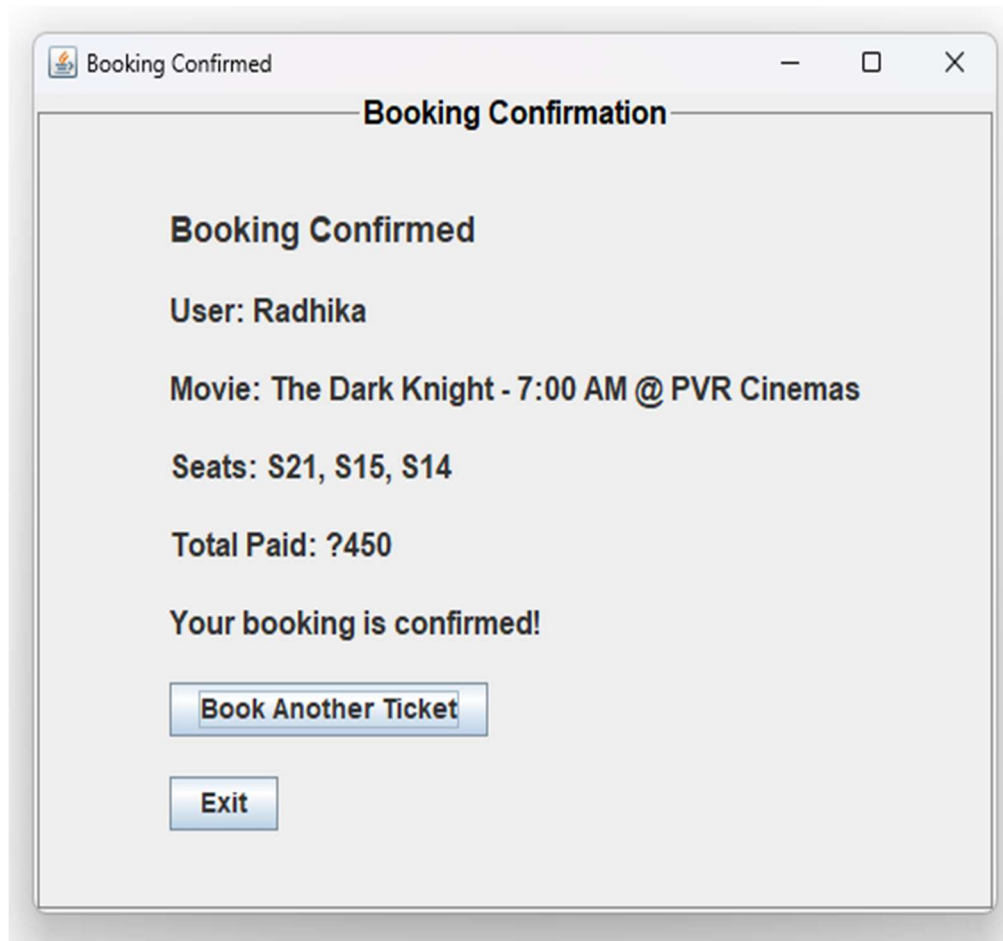 Booking Confirmed
Booking Confirmation
Booking Confirmed
User: Radhika
Movie: The Dark Knight - 7:00 AM @ PVR Cinemas
Seats: S21, S15, S14
Total Paid: ?450
Your booking is confirmed!
Book Another Ticket
Exit